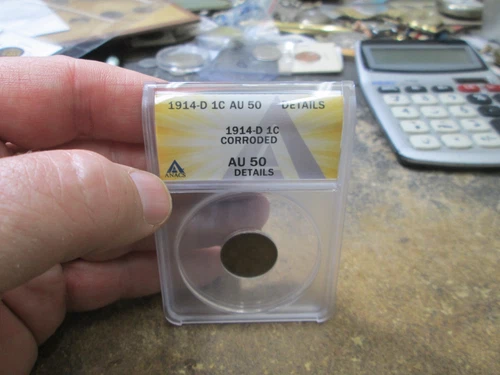 1914-D 1C AU 50 DETAILS
1914-D 1C
CORRODED
AU 50
DETAILS
ANACS